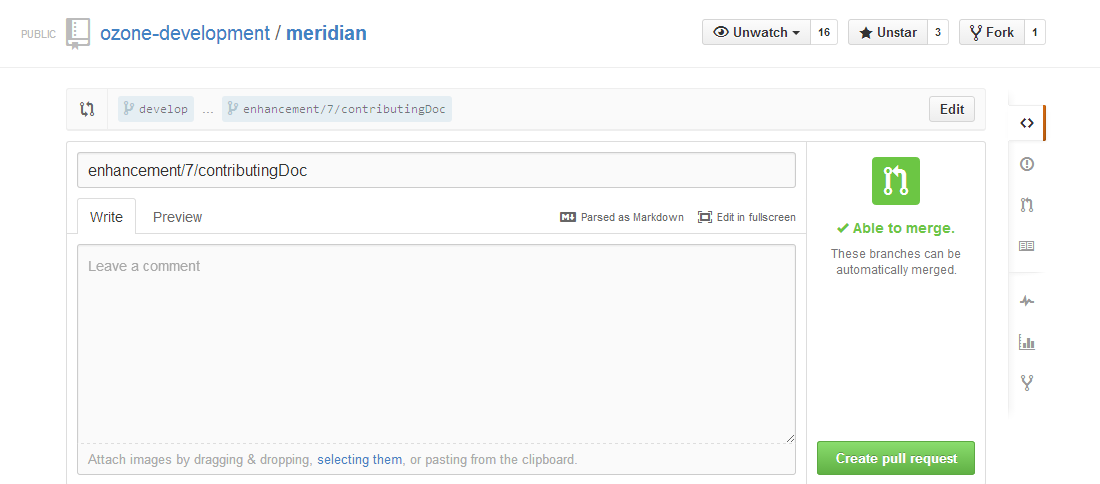 PUBLIC ozone-development / meridian Unwatch 16 Unstar 3 Fork 1
develop ... enhancement/7/contributingDoc Edit
enhancement/7/contributingDoc
Write Preview Parsed as Markdown Edit in fullscreen
Able to merge.
These branches can be
automatically merged.
Leave a comment
Attach images by dragging & dropping, selecting them, or pasting from the clipboard.
Create pull request